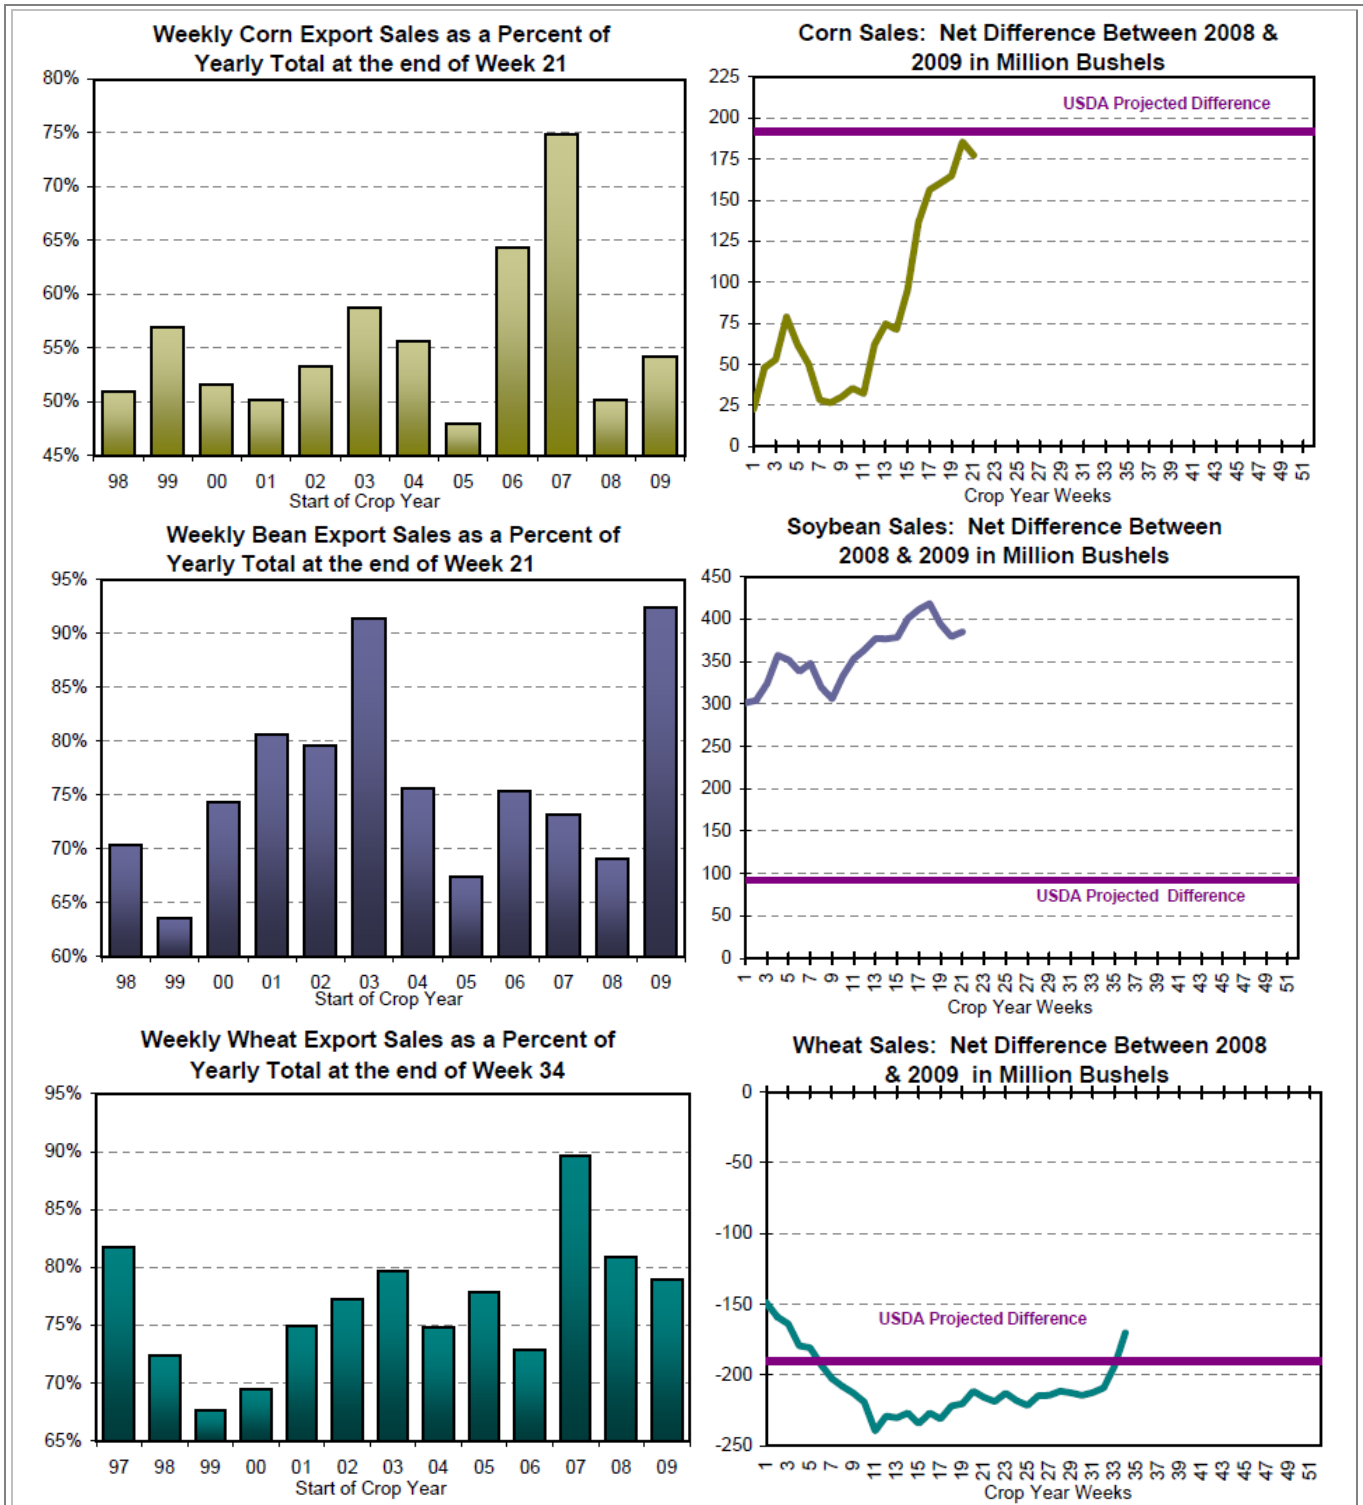 Weekly Corn Export Sales as a Percent of
Yearly Total at the end of Week 21
80%
75%
70%
65%
60%
55%
50%
45%
98 99 00 01 02 03 04 05 06 07 08 09
Start of Crop Year
Corn Sales: Net Difference Between 2008 &
2009 in Million Bushels
225
200
175
150
125
100
75
50
25
0
USDA Projected Difference
1 3 5 7 9 11 13 15 17 19 21 23 25 27 29 31 33 35 37 39 41 43 45 47 49 51
Crop Year Weeks
Weekly Bean Export Sales as a Percent of
Yearly Total at the end of Week 21
95%
90%
85%
80%
75%
70%
65%
60%
98 99 00 01 02 03 04 05 06 07 08 09
Start of Crop Year
Soybean Sales: Net Difference Between
2008 & 2009 in Million Bushels
450
400
350
300
250
200
150
100
50
0
USDA Projected Difference
1 3 5 7 9 11 13 15 17 19 21 23 25 27 29 31 33 35 37 39 41 43 45 47 49 51
Crop Year Weeks
Weekly Wheat Export Sales as a Percent of
Yearly Total at the end of Week 34
95%
90%
85%
80%
75%
70%
65%
97 98 99 00 01 02 03 04 05 06 07 08 09
Start of Crop Year
Wheat Sales: Net Difference Between 2008
& 2009 in Million Bushels
0
-50
-100
-150
-200
-250
USDA Projected Difference
1 3 5 7 9 11 13 15 17 19 21 23 25 27 29 31 33 35 37 39 41 43 45 47 49 51
Crop Year Weeks